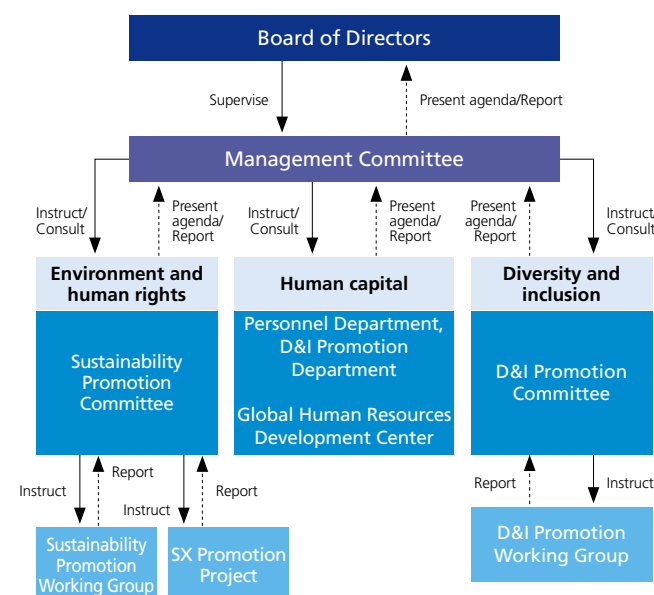 Board of Directors
Supervise
Present agenda/Report
Management Committee
Instruct/
Consult
Present
agenda/
Report
Instruct/
Consult
Present
agenda/
Report
Present
agenda/
Report
Instruct/
Consult
Environment and
human rights
Human capital
Diversity and
inclusion
Sustainability
Promotion
Committee
Personnel Department,
D&I Promotion
Department
Global Human Resources
Development Center
D&I Promotion
Committee
Instruct
Report
Instruct
Report
Report
Instruct
Sustainability
Promotion
Working Group
SX Promotion
Project
D&I Promotion
Working Group